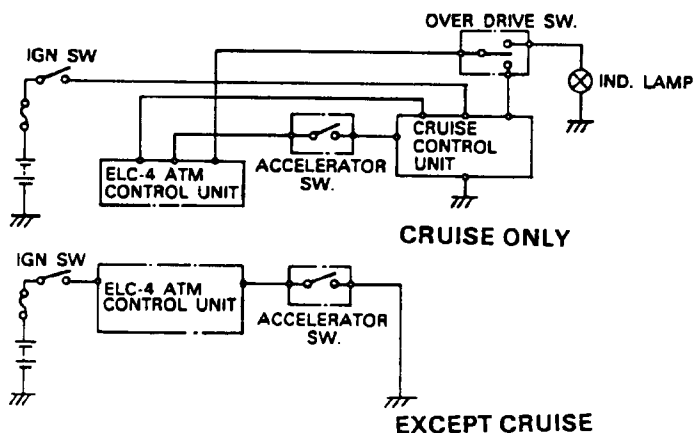 OVER DRIVE SW.
IGN SW
IND. LAMP
CRUISE
CONTROL
UNIT
ELC-4 ATM
CONTROL UNIT
ACCELERATOR
SW.
CRUISE ONLY
IGN SW
ELC-4 ATM
CONTROL UNIT
ACCELERATOR
SW.
EXCEPT CRUISE